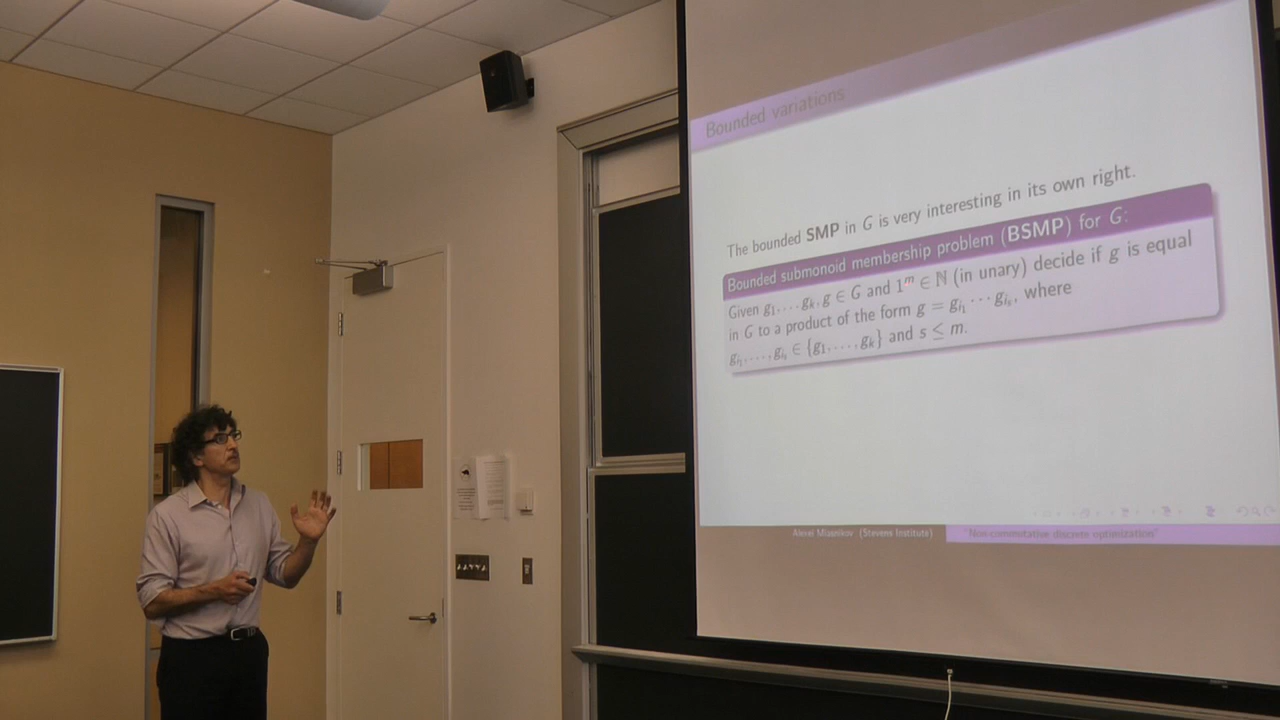 Bounded variations
The bounded SMP in G is very interesting in its own right.
Bounded submonoid membership problem (BSMP) for G:
Given g₁, . . . gₖ, g ∈ G and 1ᵐ ∈ ℕ (in unary) decide if g is equal
in G to a product of the form g = gᵢ₁ · · · gᵢₛ, where
gᵢ₁, . . . , gᵢₛ ∈ {g₁, . . . , gₖ} and s ≤ m.
Alexei Miasnikov (Stevens Institute)
"Non-commutative discrete optimization"